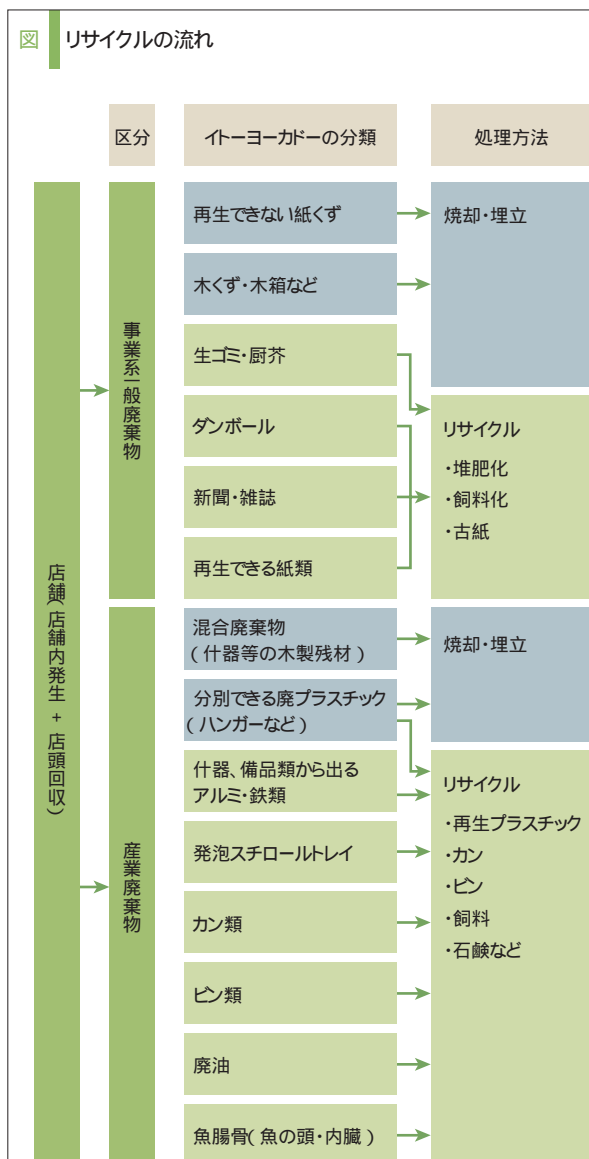 図 リサイクルの流れ
区分
イトーヨーカドーの分類
処理方法
店舗(店舗内発生 + 店頭回収)
事業系一般廃棄物
再生できない紙くず
木くず・木箱など
生ゴミ・厨芥
ダンボール
新聞・雑誌
再生できる紙類
焼却・埋立
リサイクル
・堆肥化
・飼料化
・古紙
産業廃棄物
混合廃棄物
(什器等の木製残材)
分別できる廃プラスチック
(ハンガーなど)
什器、備品類から出る
アルミ・鉄類
発泡スチロールトレイ
カン類
ビン類
廃油
魚腸骨(魚の頭・内臓)
焼却・埋立
リサイクル
・再生プラスチック
・カン
・ビン
・飼料
・石鹸など